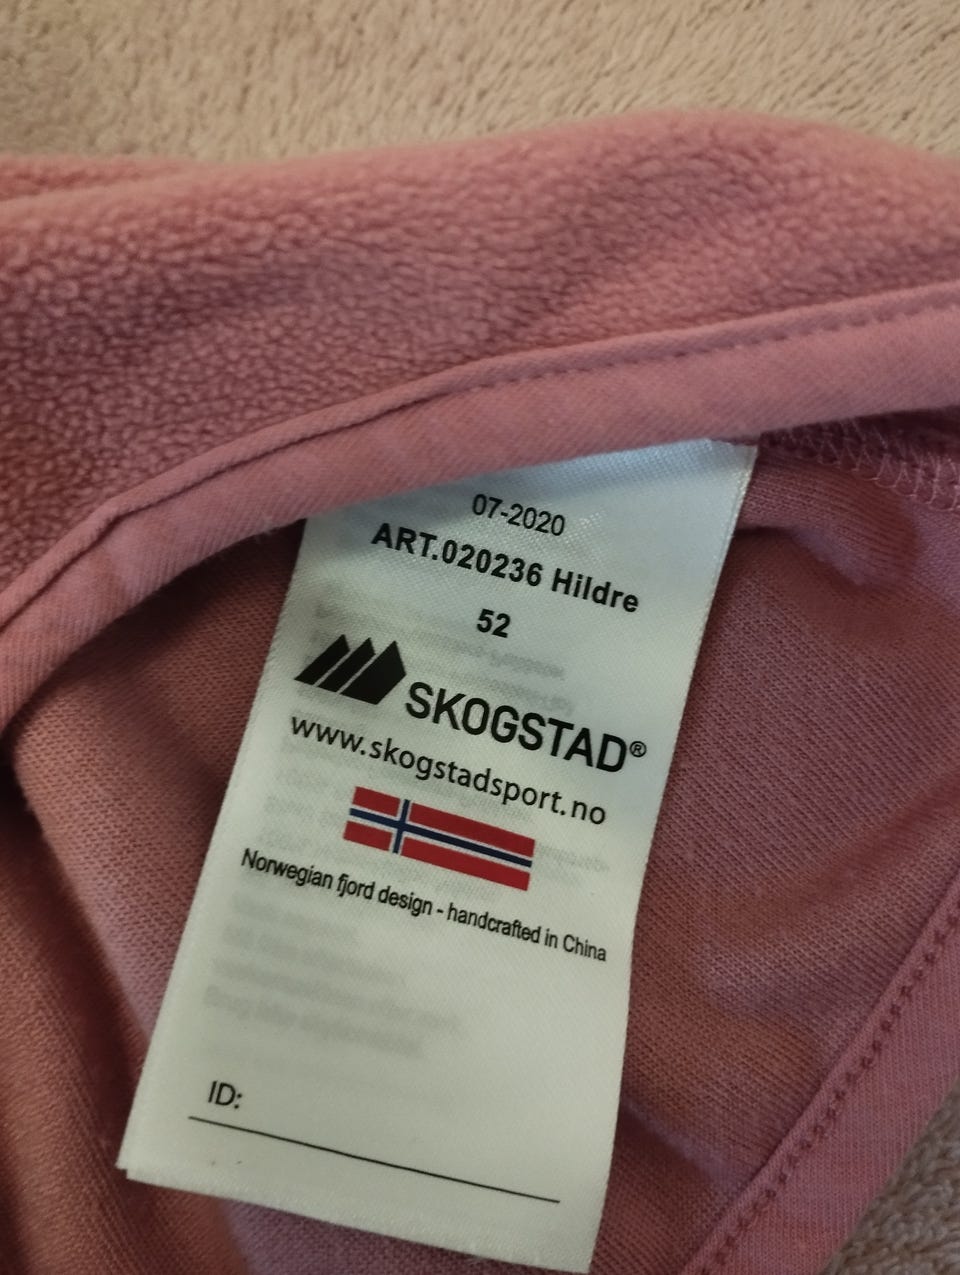 07-2020
ART.020236 Hildre
52
SKOGSTAD®
www.skogstadsport.no
Norwegian fjord design - handcrafted in China
ID: